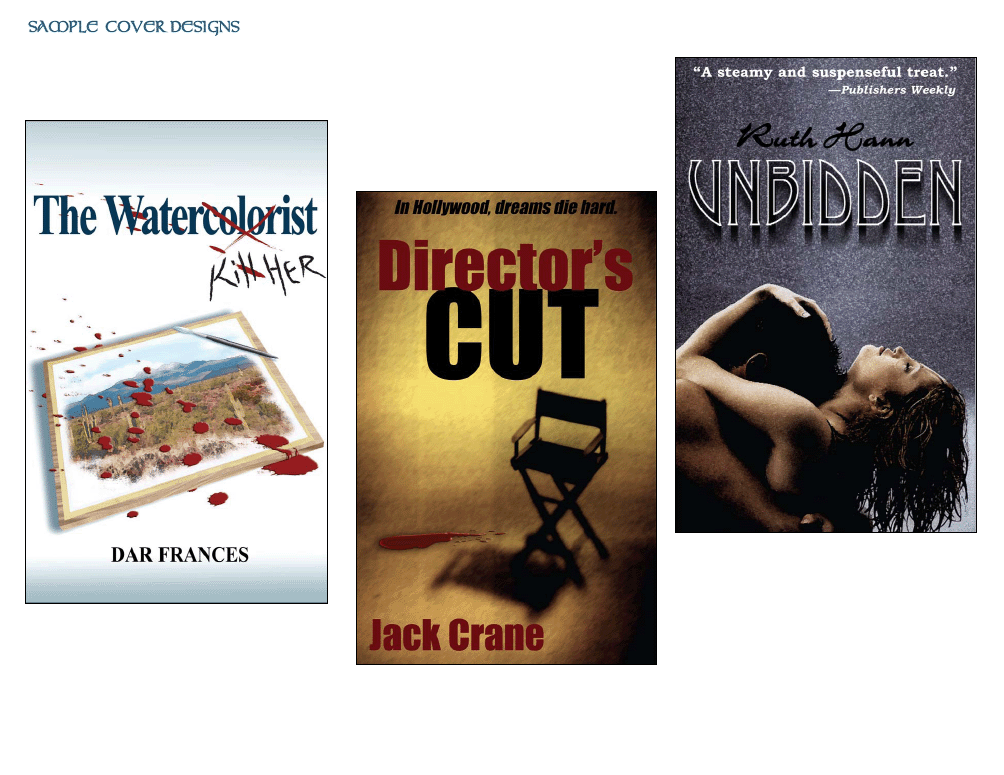 SAMPLE COVER DESIGNS
The Watercolorist
Kill HER
DAR FRANCES
In Hollywood, dreams die hard.
Director's
CUT
Jack Crane
“A steamy and suspenseful treat.”
—Publishers Weekly
Ruth Hann
UNBIDDEN